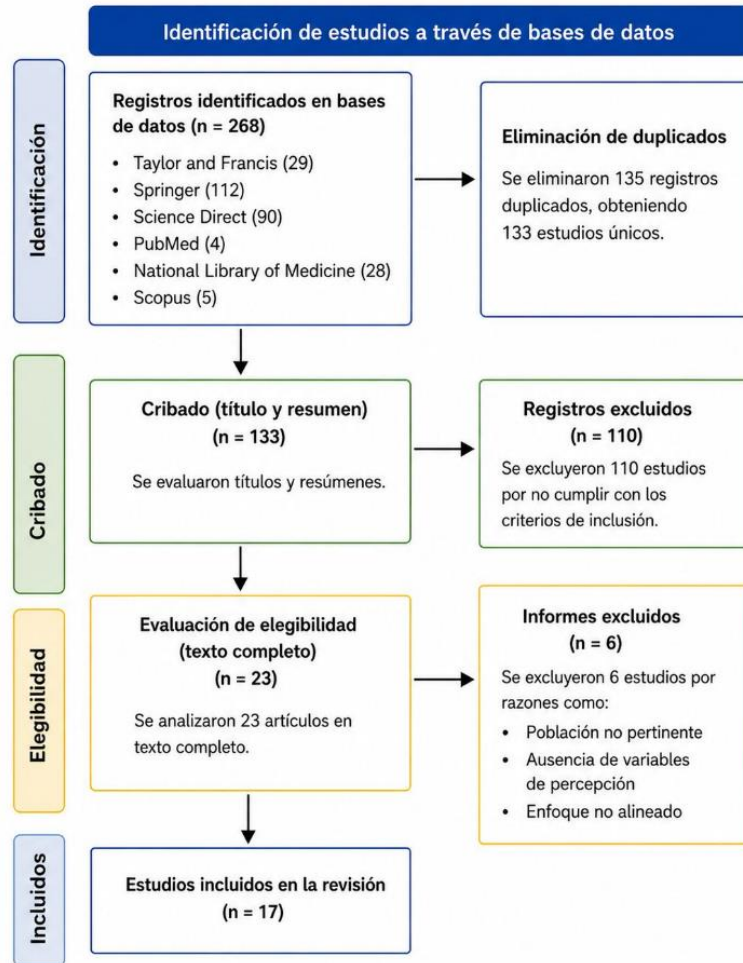 Identificación de estudios a través de bases de datos
Identificación
Registros identificados en bases
de datos (n = 268)
• Taylor and Francis (29)
• Springer (112)
• Science Direct (90)
• PubMed (4)
• National Library of Medicine (28)
• Scopus (5)
Eliminación de duplicados
Se eliminaron 135 registros
duplicados, obteniendo
133 estudios únicos.
Cribado
Cribado (título y resumen)
(n = 133)
Se evaluaron títulos y resúmenes.
Registros excluidos
(n = 110)
Se excluyeron 110 estudios
por no cumplir con los
criterios de inclusión.
Elegibilidad
Evaluación de elegibilidad
(texto completo)
(n = 23)
Se analizaron 23 artículos en
texto completo.
Informes excluidos
(n = 6)
Se excluyeron 6 estudios por
razones como:
• Población no pertinente
• Ausencia de variables
de percepción
• Enfoque no alineado
Incluidos
Estudios incluidos en la revisión
(n = 17)